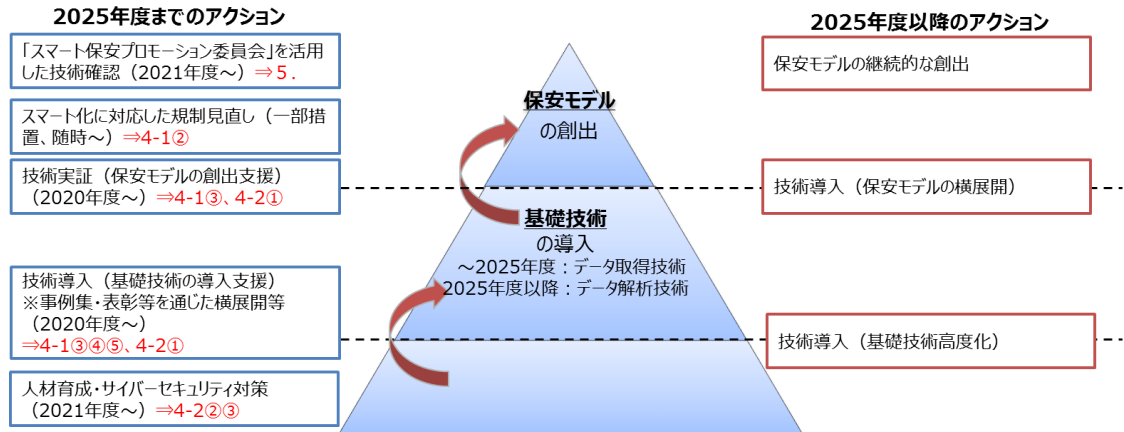 2025年度までのアクション
「スマート保安プロモーション委員会」を活用
した技術確認（2021年度～）⇒５．
スマート化に対応した規制見直し（一部措
置、随時～）⇒4-1②
技術実証（保安モデルの創出支援）
（2020年度～）⇒4-1③、4-2①
技術導入（基礎技術の導入支援）
※事例集・表彰等を通じた横展開等
（2020年度～）
⇒4-1③④⑤、4-2①
人材育成・サイバーセキュリティ対策
（2021年度～）⇒4-2②③
保安モデル
の創出
基礎技術
の導入
～2025年度：データ取得技術
2025年度以降：データ解析技術
2025年度以降のアクション
保安モデルの継続的な創出
技術導入（保安モデルの横展開）
技術導入（基礎技術高度化）